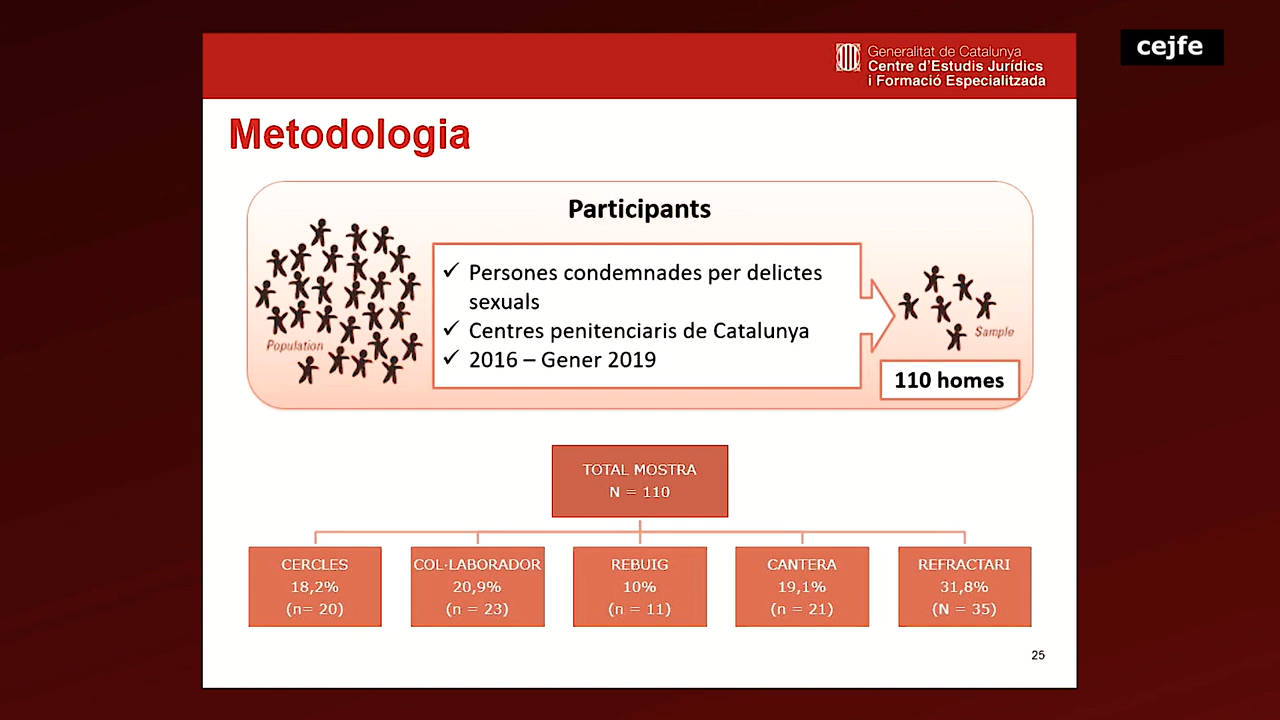 cejfe
Generalitat de Catalunya
Centre d'Estudis Jurídics
i Formació Especialitzada
Metodologia
Participants
Population
✓ Persones condemnades per delictes
sexuals
✓ Centres penitenciaris de Catalunya
✓ 2016 – Gener 2019
Sample
110 homes
TOTAL MOSTRA
N = 110
CERCLES
18,2%
(n= 20)
COL·LABORADOR
20,9%
(n = 23)
REBUIG
10%
(n = 11)
CANTERA
19,1%
(n = 21)
REFRACTARI
31,8%
(N = 35)
25